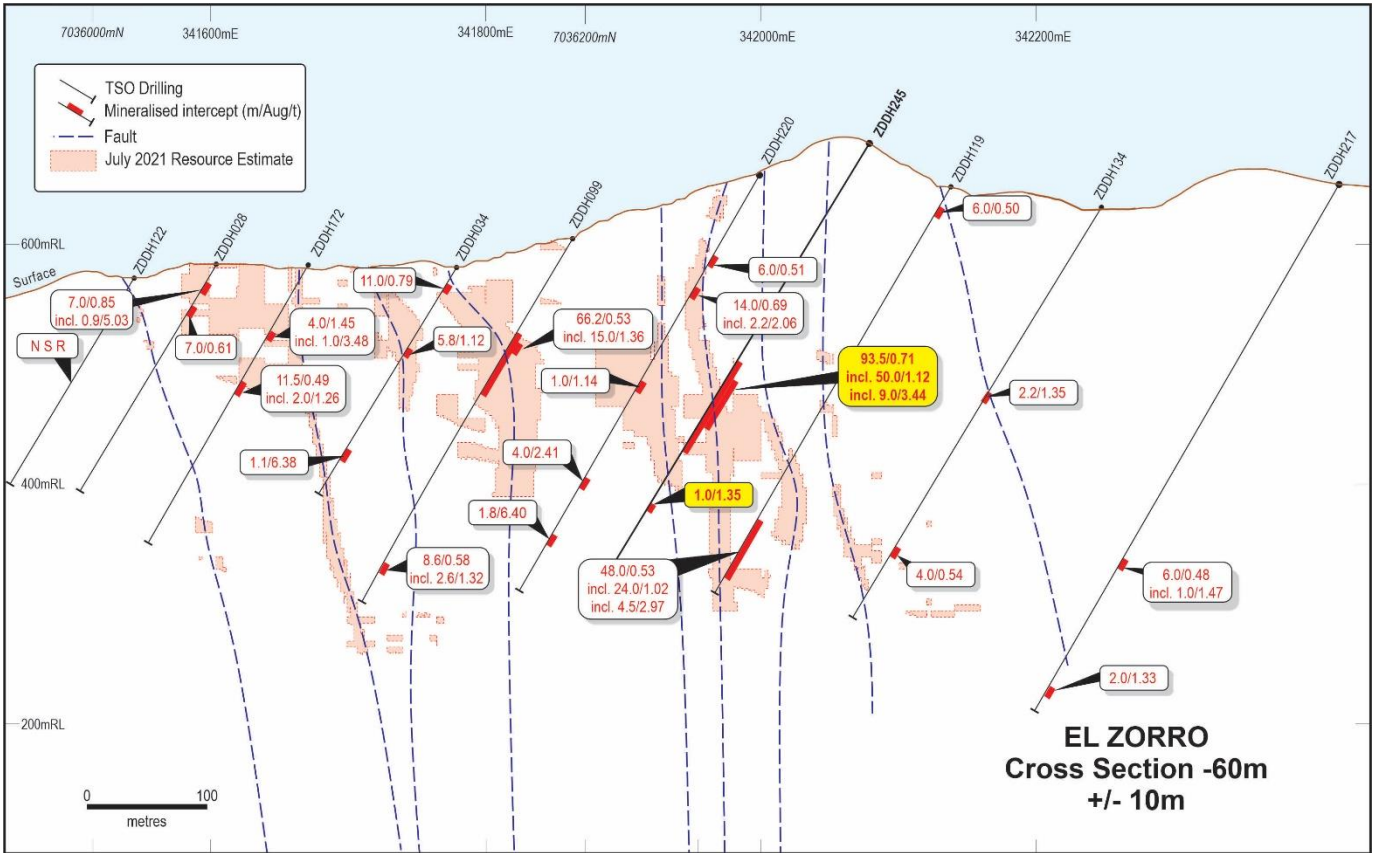 7036000mN
341600mE
341800mE
7036200mN
342000mE
342200mE
TSO Drilling
Mineralised intercept (m/Aug/t)
Fault
July 2021 Resource Estimate
ZDDH122
ZDDH028
ZDDH172
ZDDH034
ZDDH099
ZDDH220
ZDDH245
ZDDH119
ZDDH134
ZDDH217
600mRL
Surface
7.0/0.85
incl. 0.9/5.03
N S R
7.0/0.61
4.0/1.45
incl. 1.0/3.48
11.5/0.49
incl. 2.0/1.26
11.0/0.79
5.8/1.12
1.1/6.38
66.2/0.53
incl. 15.0/1.36
8.6/0.58
incl. 2.6/1.32
6.0/0.51
14.0/0.69
incl. 2.2/2.06
1.0/1.14
4.0/2.41
1.8/6.40
93.5/0.71
incl. 50.0/1.12
incl. 9.0/3.44
1.0/1.35
48.0/0.53
incl. 24.0/1.02
incl. 4.5/2.97
6.0/0.50
2.2/1.35
4.0/0.54
6.0/0.48
incl. 1.0/1.47
2.0/1.33
400mRL
200mRL
0 100
metres
EL ZORRO
Cross Section -60m
+/- 10m